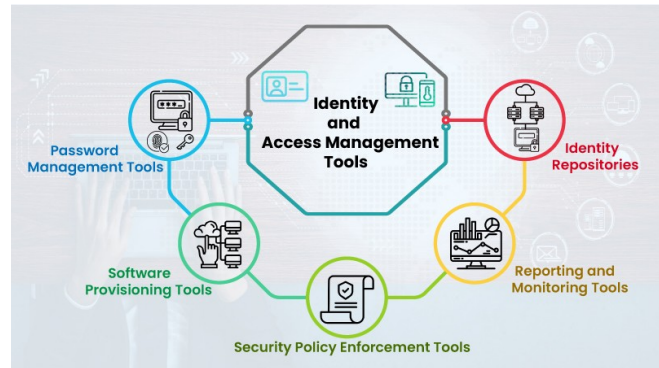 Identity
and
Access Management
Tools
Password
Management Tools
Identity
Repositories
Software
Provisioning Tools
Reporting and
Monitoring Tools
Security Policy Enforcement Tools